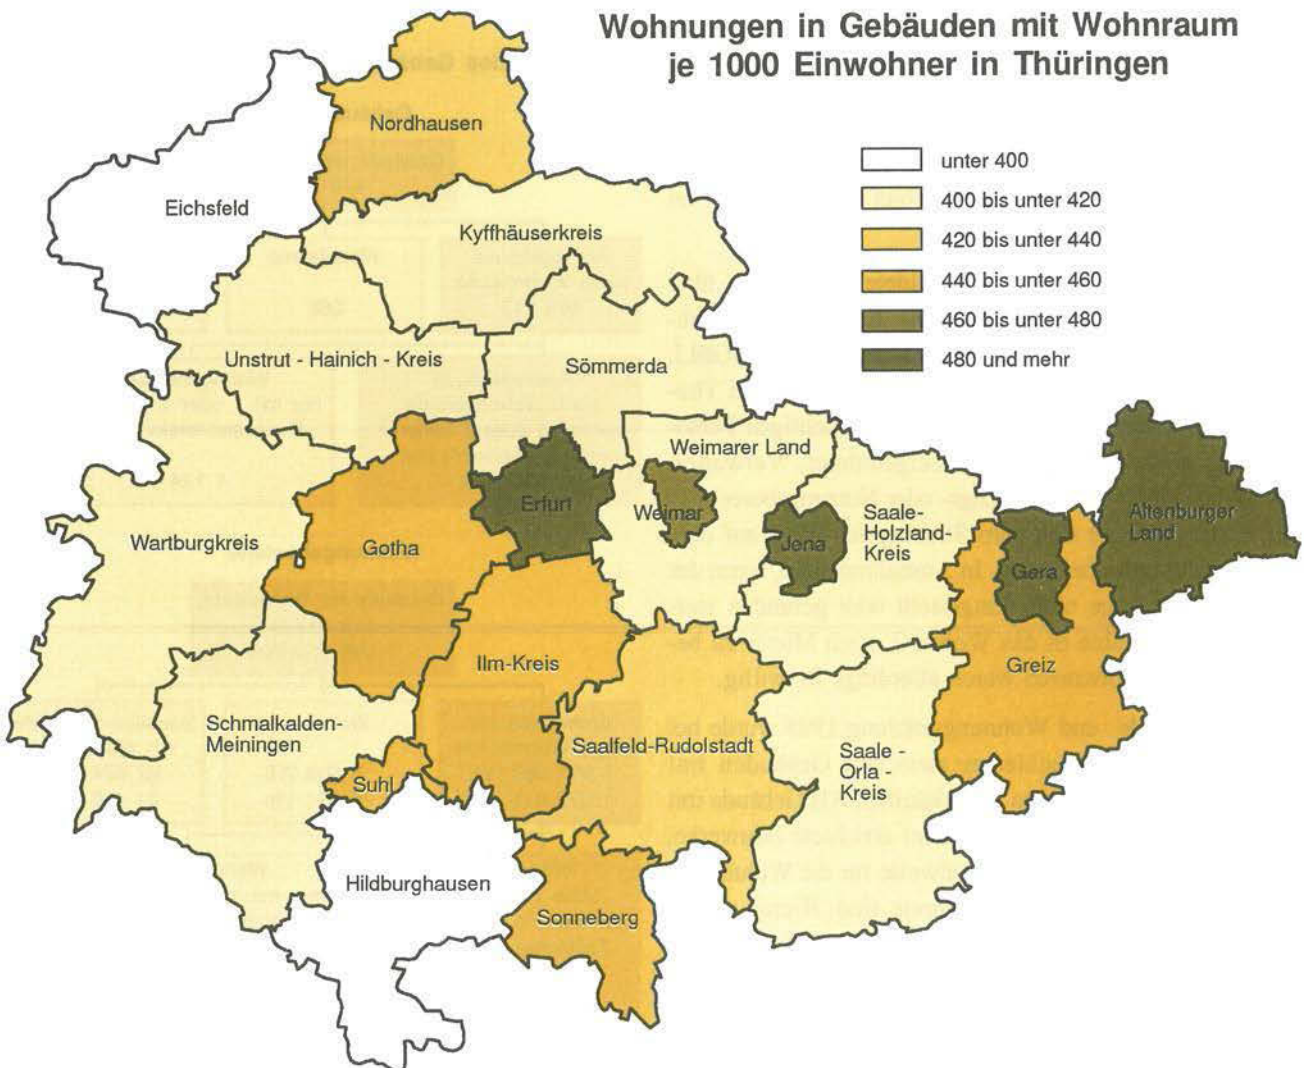 Wohnungen in Gebäuden mit Wohnraum
je 1000 Einwohner in Thüringen
unter 400
400 bis unter 420
420 bis unter 440
440 bis unter 460
460 bis unter 480
480 und mehr
Nordhausen
Eichsfeld
Kyffhäuserkreis
Unstrut - Hainich - Kreis
Sömmerda
Weimarer Land
Erfurt
Weimar
Saale-
Holzland-
Kreis
Altenburger
Land
Wartburgkreis
Gotha
Jena
Gera
Ilm-Kreis
Greiz
Schmalkalden-
Meiningen
Saalfeld-Rudolstadt
Saale -
Orla -
Kreis
Suhl
Hildburghausen
Sonneberg